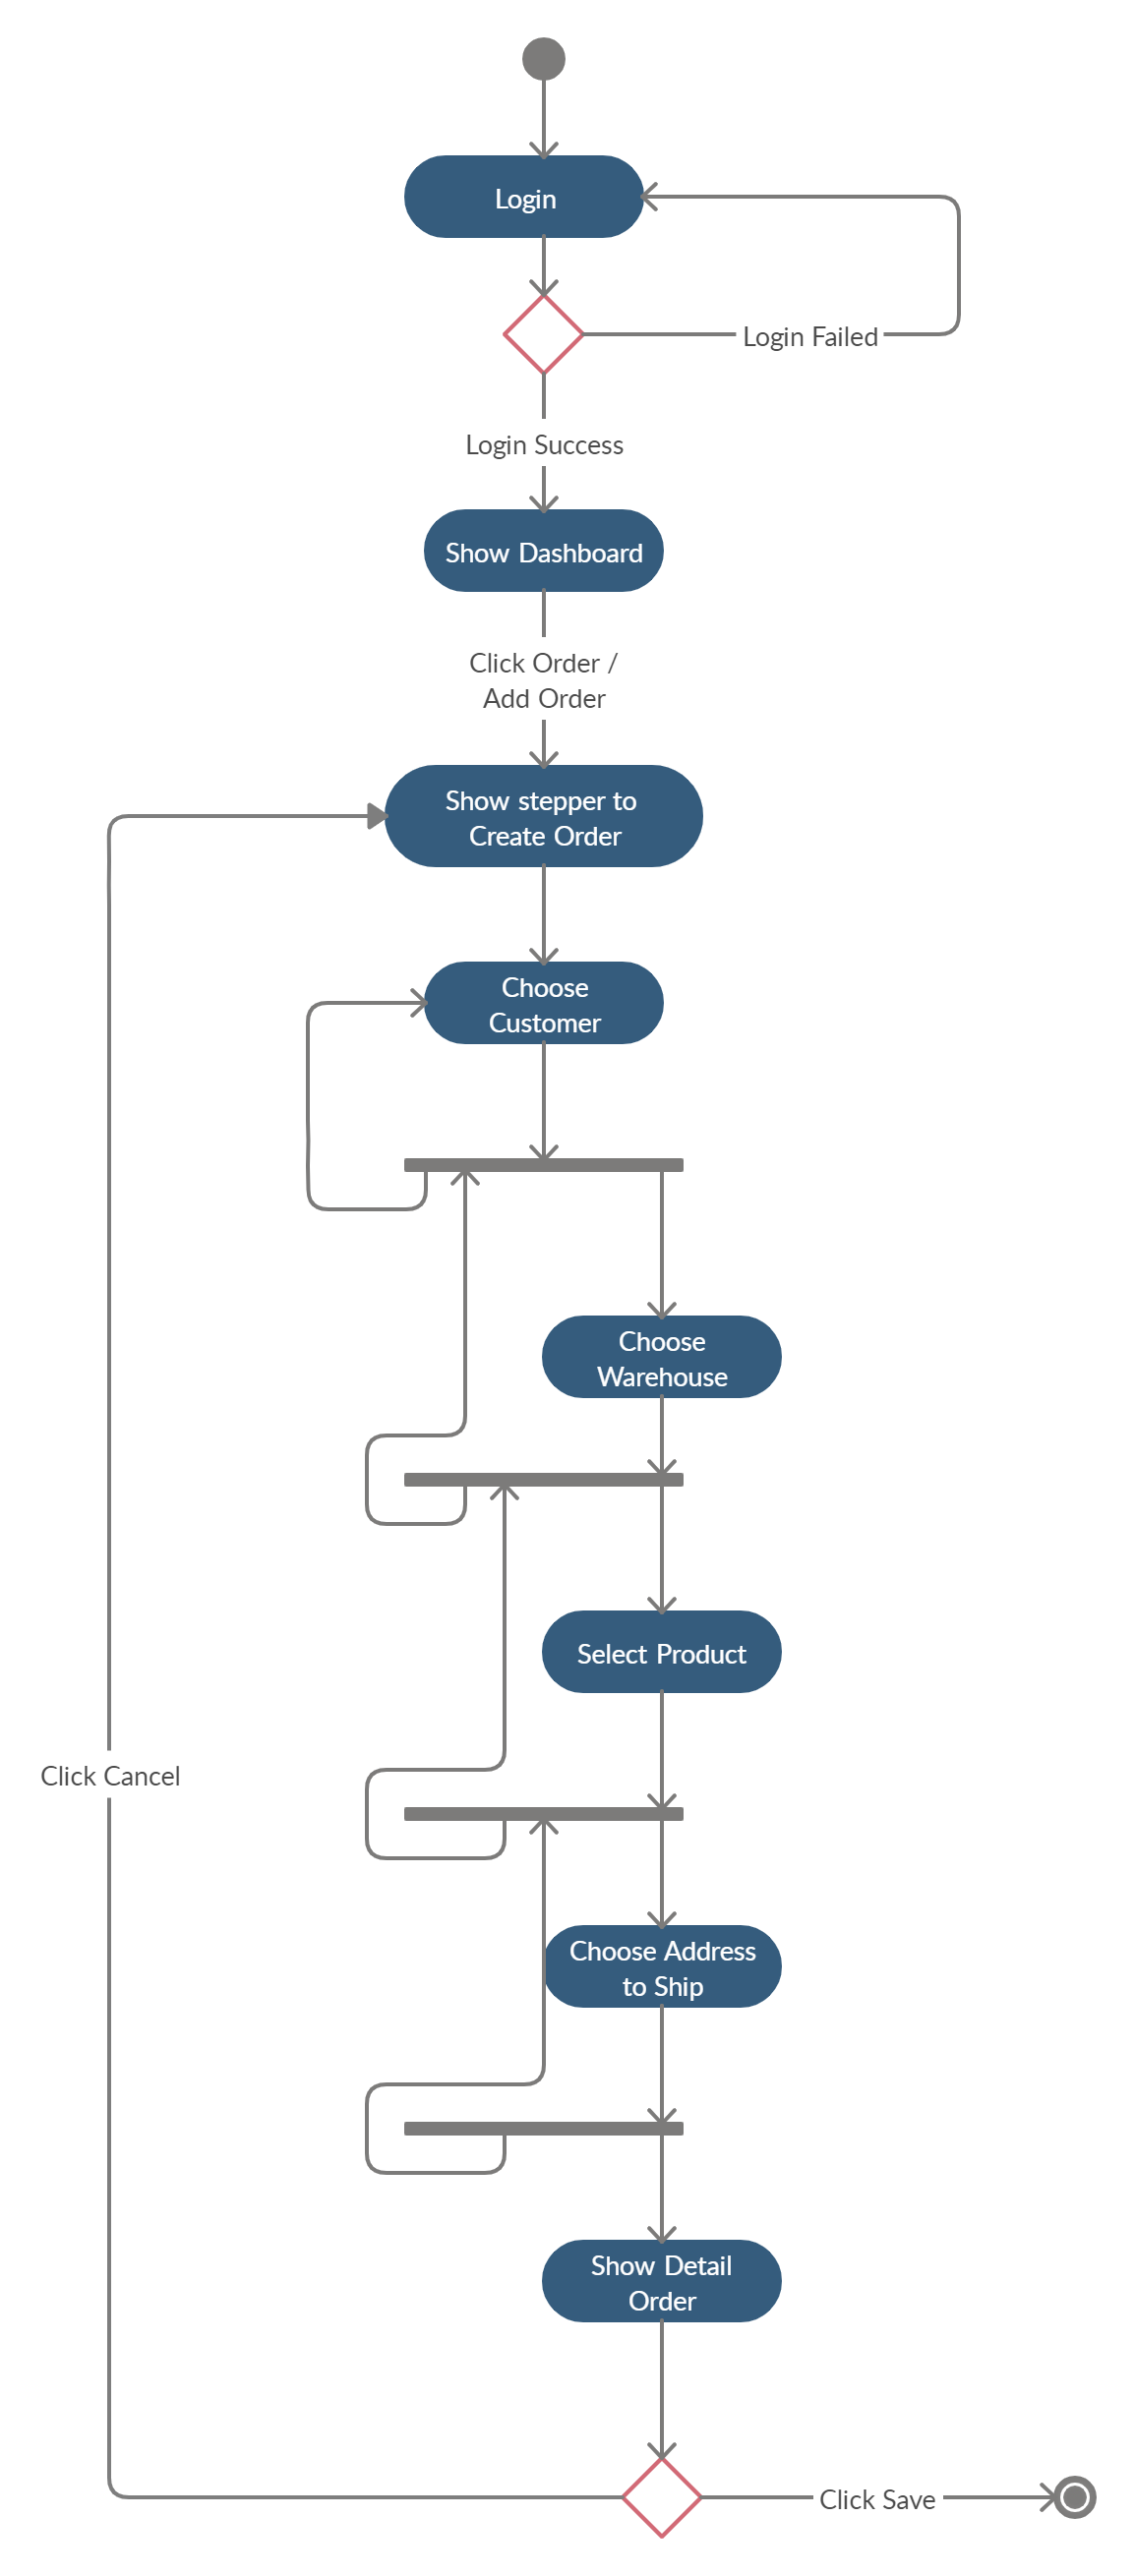 Login
Login Failed
Login Success
Show Dashboard
Click Order /
Add Order
Show stepper to
Create Order
Choose
Customer
Choose
Warehouse
Select Product
Click Cancel
Choose Address
to Ship
Show Detail
Order
Click Save